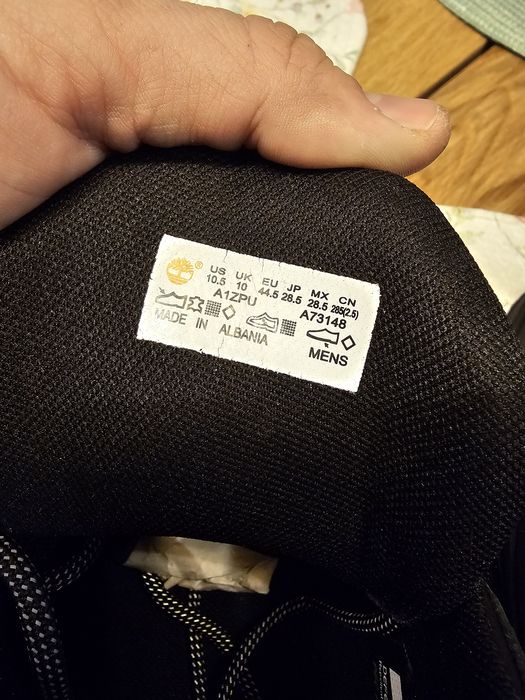 ®
US UK EU JP MX CN
10.5 10 44.5 28.5 28.5 285(2.5)
A1ZPU A73148
MADE IN ALBANIA
MENS